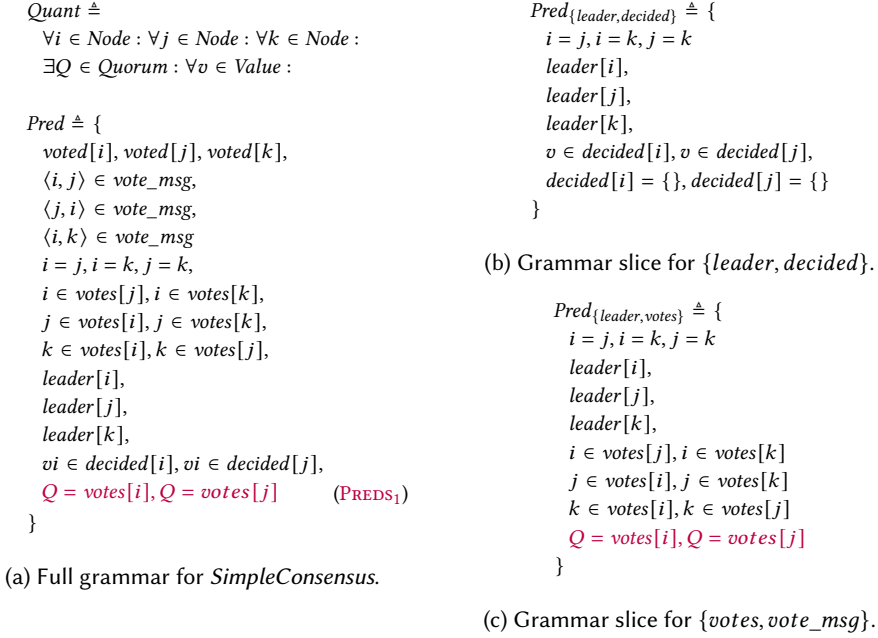 Quant ≜
∀i ∈ Node : ∀j ∈ Node : ∀k ∈ Node :
∃Q ∈ Quorum : ∀v ∈ Value :
Pred ≜ {
voted[i], voted[j], voted[k],
⟨i, j⟩ ∈ vote_msg,
⟨j, i⟩ ∈ vote_msg,
⟨i, k⟩ ∈ vote_msg
i = j, i = k, j = k,
i ∈ votes[j], i ∈ votes[k],
j ∈ votes[i], j ∈ votes[k],
k ∈ votes[i], k ∈ votes[j],
leader[i],
leader[j],
leader[k],
vi ∈ decided[i], vi ∈ decided[j],
Q = votes[i], Q = votes[j] (PREDS₁)
}
(a) Full grammar for SimpleConsensus.
Pred{leader,decided} ≜ {
i = j, i = k, j = k
leader[i],
leader[j],
leader[k],
v ∈ decided[i], v ∈ decided[j],
decided[i] = {}, decided[j] = {}
}
(b) Grammar slice for {leader, decided}.
Pred{leader,votes} ≜ {
i = j, i = k, j = k
leader[i],
leader[j],
leader[k],
i ∈ votes[j], i ∈ votes[k]
j ∈ votes[i], j ∈ votes[k]
k ∈ votes[i], k ∈ votes[j]
Q = votes[i], Q = votes[j]
}
(c) Grammar slice for {votes, vote_msg}.